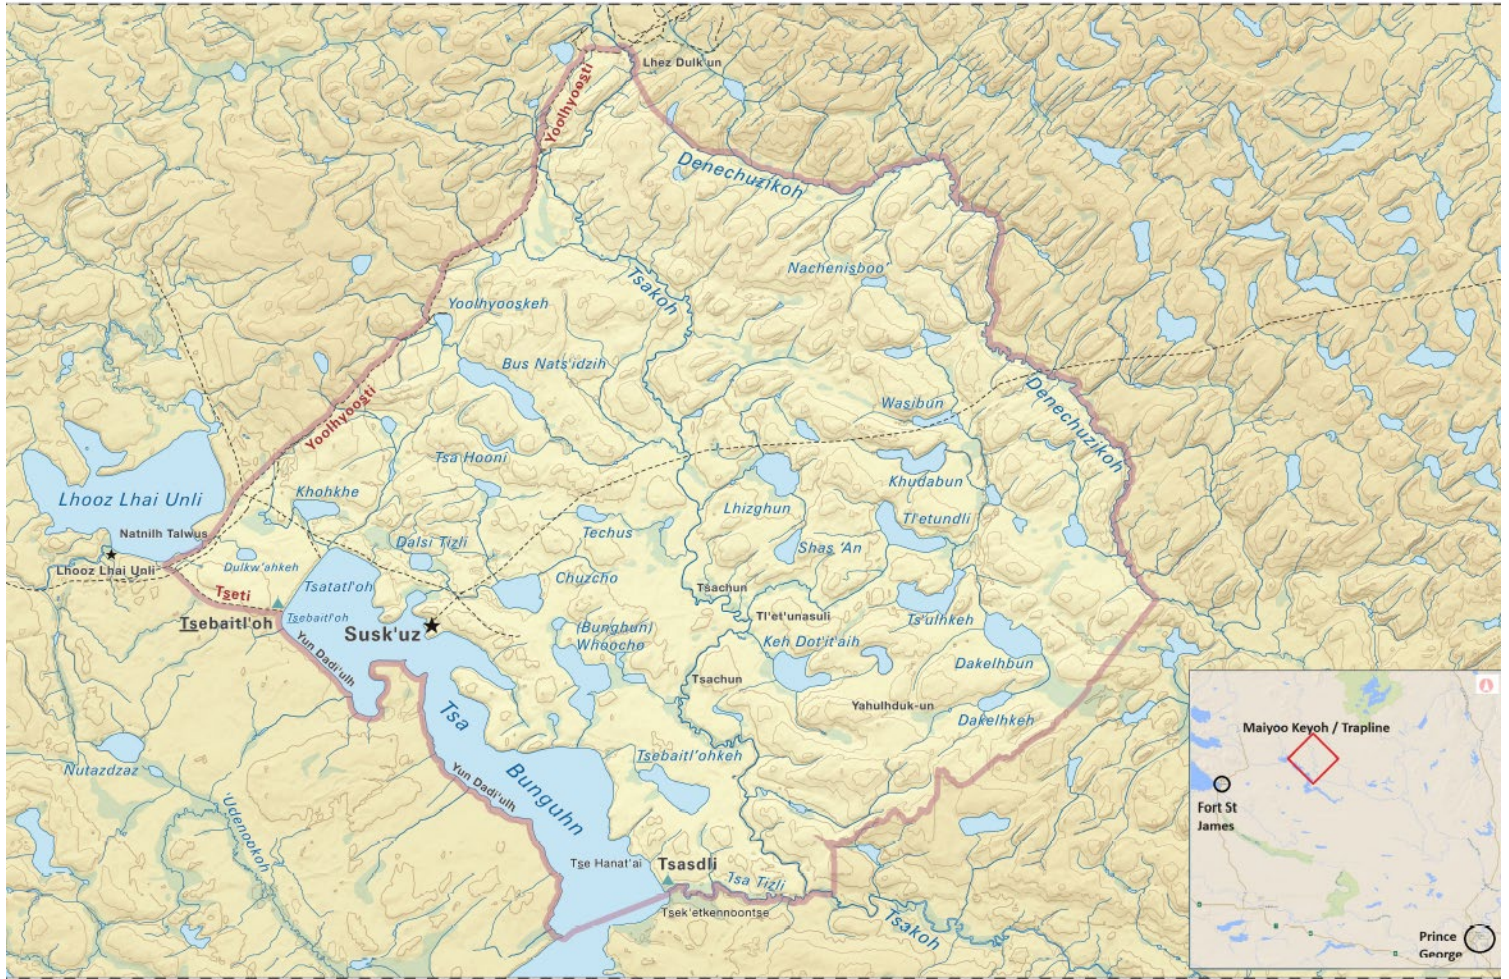 Lhez Dulk'un
Yoolhyoosti
Denechuzikoh
Nachenisboo'
Tsakoh
Yoolhyooskeh
Bus Nats'idzih
Denechuzikoh
Wasibun
Yoolhyoosti
Tsa Hooni
Khudabun
Lhooz Lhai Unli
Khohkhe
Lhizghun
Tl'etundli
Natnilh Talwus
Techus
Dalsi Tizli
Shas 'An
Lhooz Lhai Unli
Dulkw'ahkeh
Tsatatl'oh
Chuzcho
Tsachun
Tseti
Tsebaitl'oh
Tsebaitl'oh
Tl'et'unasuli
Ts'ulhkeh
Susk'uz
(Bunghun)
Whoocho
Keh Dot'it'aih
Dakelhbun
Yun Dadi'ulh
Tsachun
Yahulhduk-un
Dakelhkeh
Tsa
Bunguhn
Tsebaitl'ohkeh
Nutazdzaz
Yun Dadi'ulh
'Udenookoh
Tse Hanat'ai
Tsasdli
Tsa Tizli
Tsek'etkennoontse
Tsakoh
Maiyoo Keyoh / Trapline
Fort St
James
Prince
George